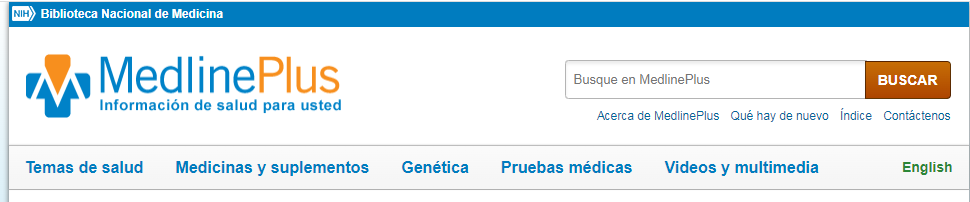 NIH Biblioteca Nacional de Medicina
MedlinePlus
Información de salud para usted
Busque en MedlinePlus BUSCAR
Acerca de MedlinePlus Qué hay de nuevo Índice Contáctenos
Temas de salud Medicinas y suplementos Genética Pruebas médicas Videos y multimedia English